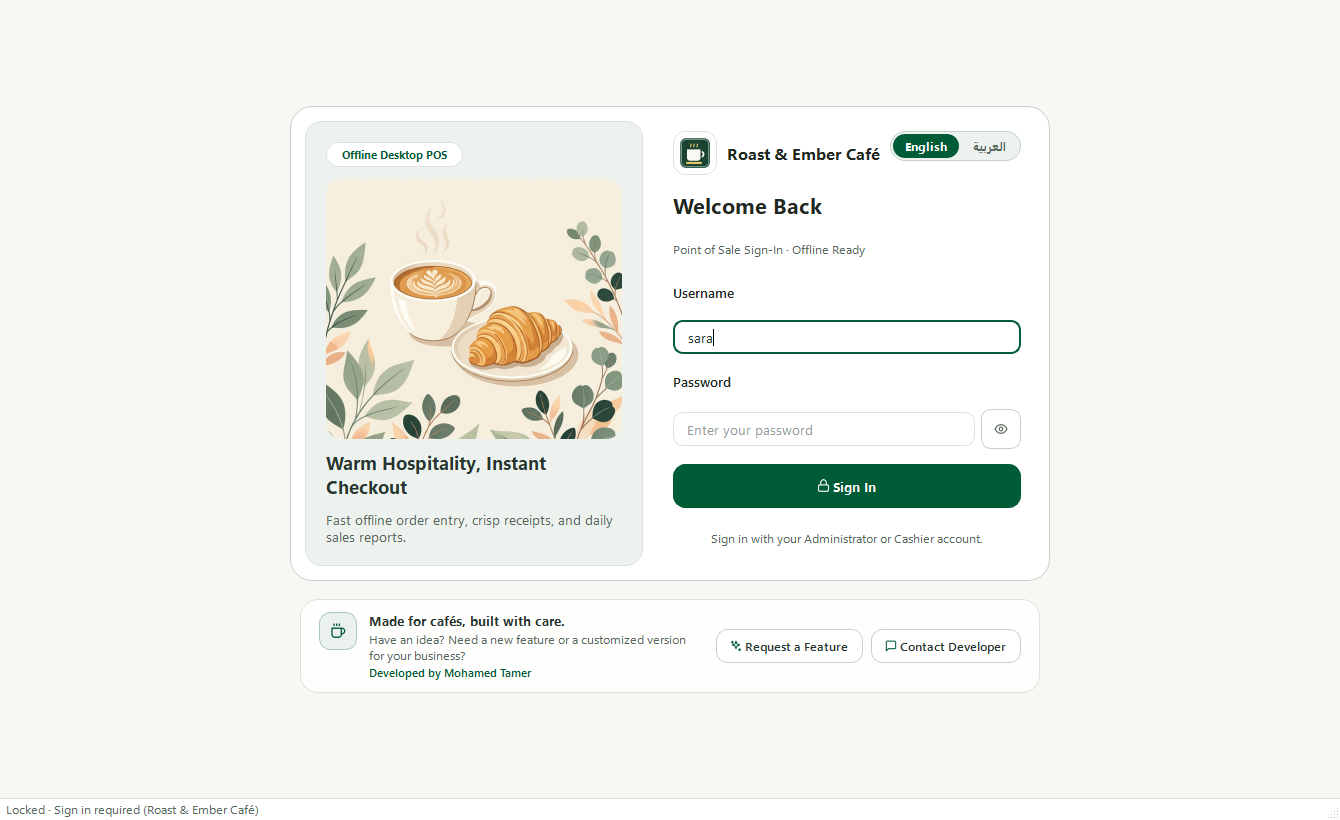 Offline Desktop POS
Warm Hospitality, Instant
Checkout
Fast offline order entry, crisp receipts, and daily
sales reports.
Roast & Ember Café
English
العربية
Welcome Back
Point of Sale Sign-In · Offline Ready
Username
sara
Password
Enter your password
Sign In
Sign in with your Administrator or Cashier account.
Made for cafés, built with care.
Have an idea? Need a new feature or a customized version
for your business?
Developed by Mohamed Tamer
Request a Feature
Contact Developer
Locked · Sign in required (Roast & Ember Café)